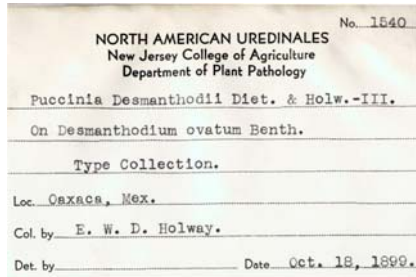 No. 1540
NORTH AMERICAN UREDINALES
New Jersey College of Agriculture
Department of Plant Pathology
Puccinia Desmanthodii Diet. & Holw.-III.
On Desmanthodium ovatum Benth.
Type Collection.
Loc. Oaxaca, Mex.
Col. by E. W. D. Holway.
Det. by Date Oct. 18, 1899.